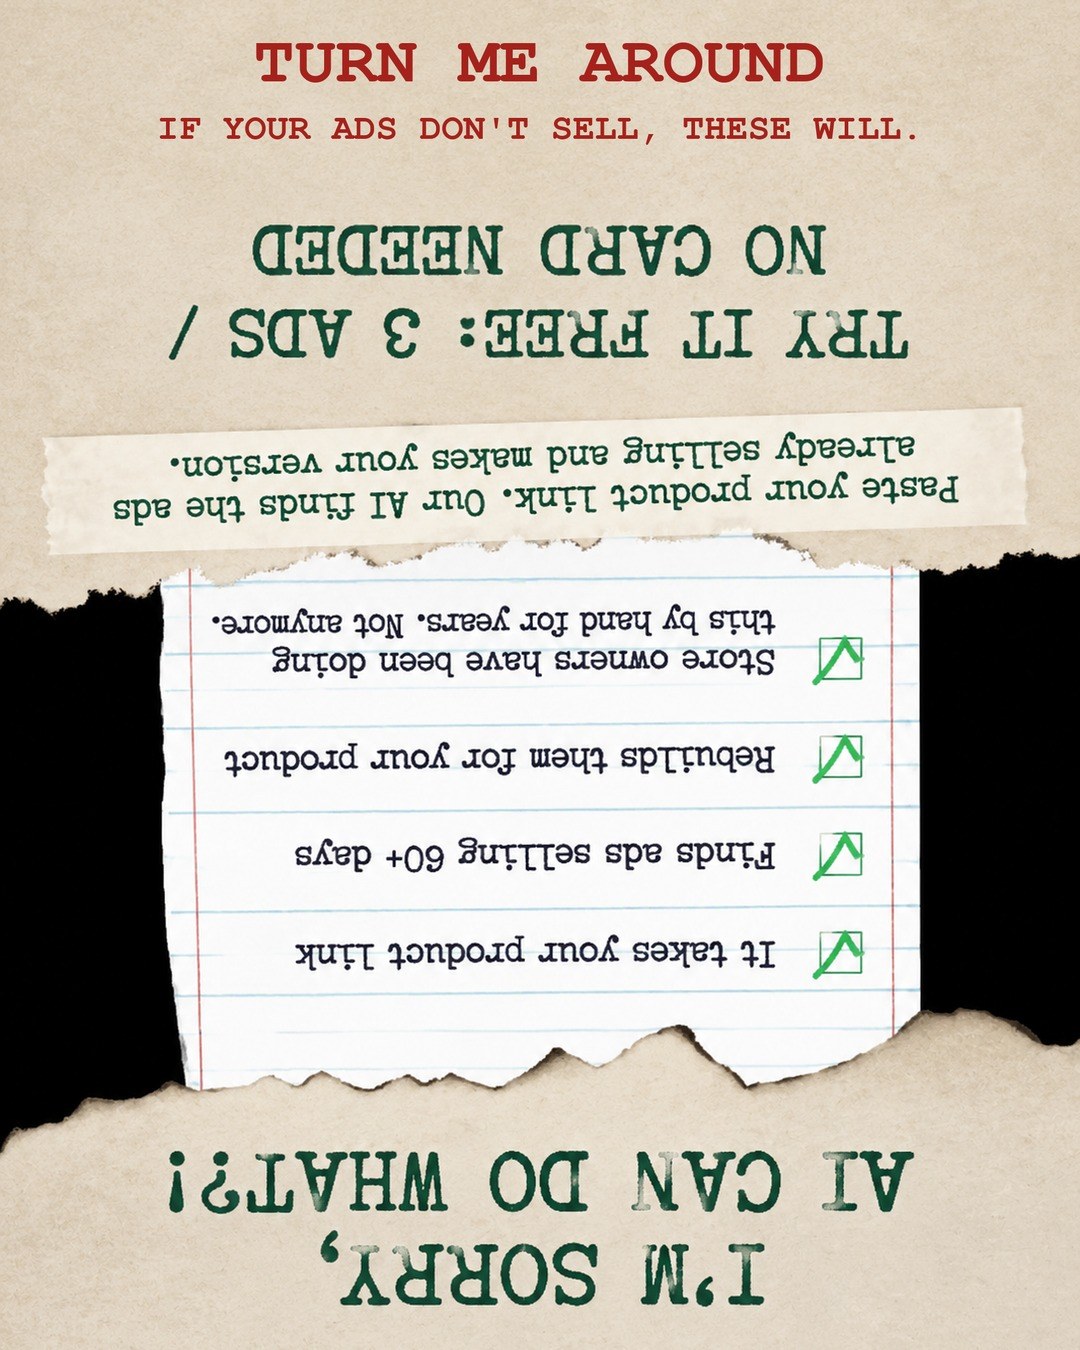 TURN ME AROUND
IF YOUR ADS DON'T SELL, THESE WILL.
I'M SORRY,
AI CAN DO WHAT?!
It takes your product link
Finds ads selling 60+ days
Rebuilds them for your product
Store owners have been doing
this by hand for years. Not anymore.
Paste your product link. Our AI finds the ads
already selling and makes your version.
TRY IT FREE: 3 ADS /
NO CARD NEEDED